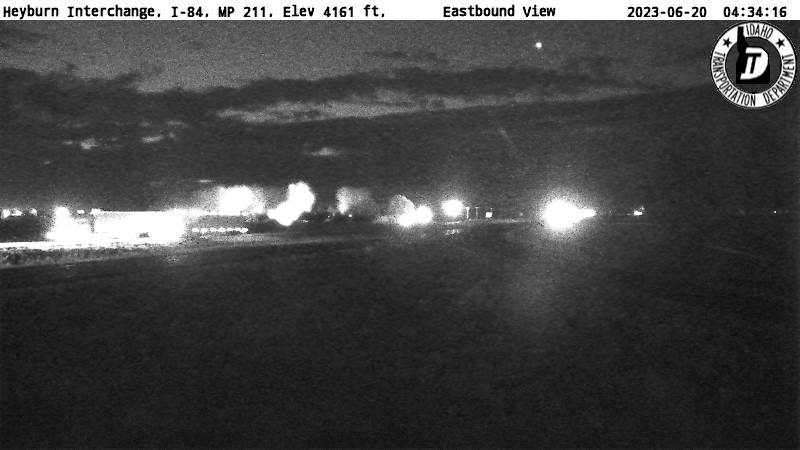 Heyburn Interchange, I-84, MP 211, Elev 4161 ft, Eastbound View 2023-06-20 04:34:16
IDAHO
TRANSPORTATION DEPARTMENT